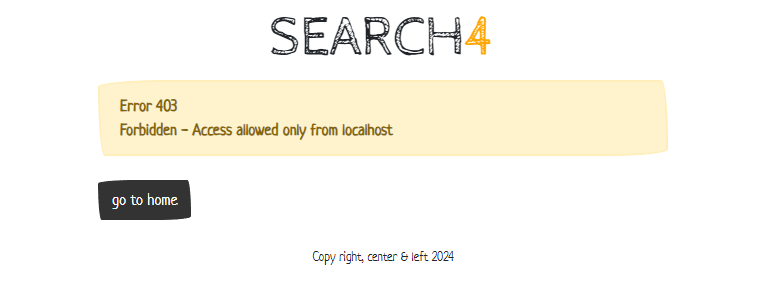 SEARCH4
Error 403
Forbidden - Access allowed only from localhost
go to home
Copy right, center & left 2024